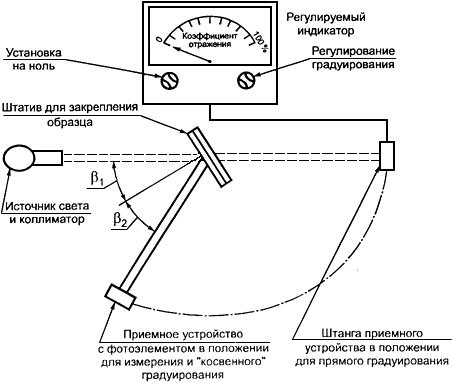 Коэффициент
отражения
0
100
%
Регулируемый
индикатор
Установка
на ноль
Регулирование
градуирования
Штатив для закрепления
образца
β1
β2
Источник света
и коллиматор
Приемное устройство
с фотоэлементом в положении
для измерения и "косвенного"
градуирования
Штанга приемного
устройства в положении
для прямого градуирования